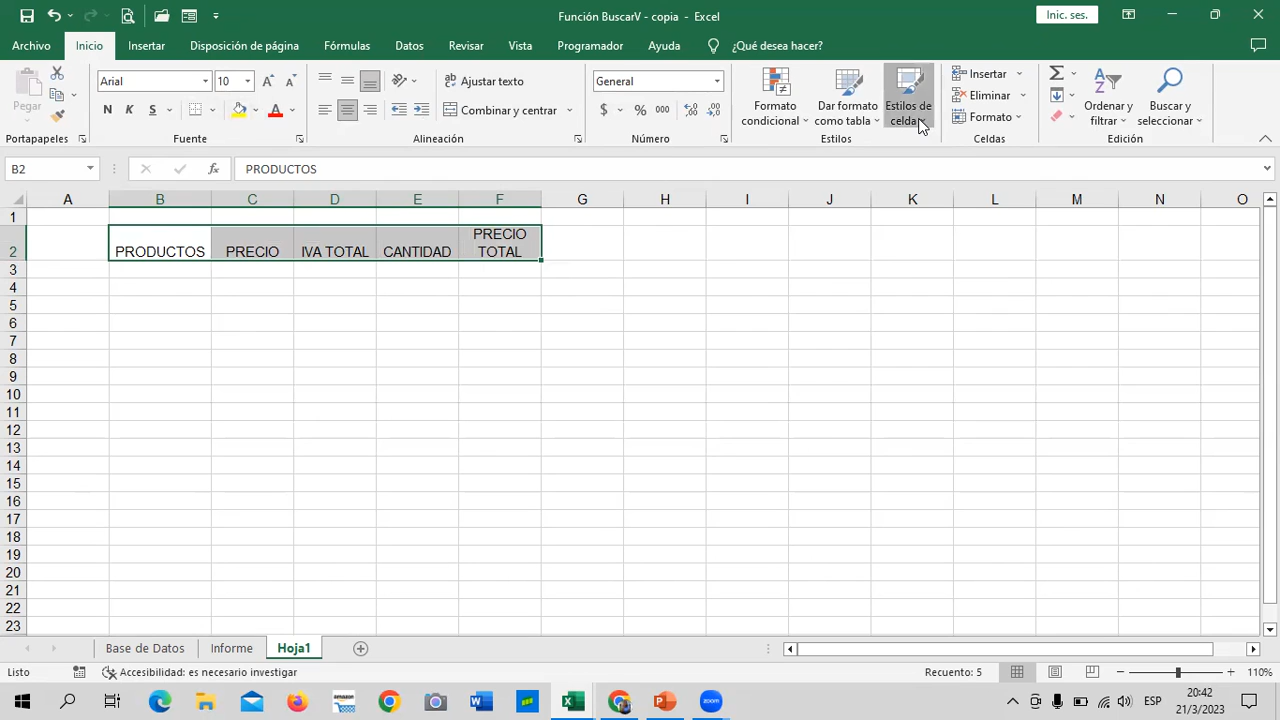 Función BuscarV - copia - Excel
Inic. ses.
Archivo Inicio Insertar Disposición de página Fórmulas Datos Revisar Vista Programador Ayuda ¿Qué desea hacer?
Pegar
Portapapeles
Arial 10
N K S
Fuente
Ajustar texto
Combinar y centrar
Alineación
General
$ % 000
Número
Formato condicional
Dar formato como tabla
Estilos de celda
Estilos
Insertar
Eliminar
Formato
Celdas
Ordenar y filtrar
Buscar y seleccionar
Edición
B2 fx PRODUCTOS
A B C D E F G H I J K L M N O
1
2 PRODUCTOS PRECIO IVA TOTAL CANTIDAD PRECIO TOTAL
3
4
5
6
7
8
9
10
11
12
13
14
15
16
17
18
19
20
21
22
23
Base de Datos Informe Hoja1
Listo Accesibilidad: es necesario investigar Recuento: 5 110%
ESP
20:42
21/3/2023